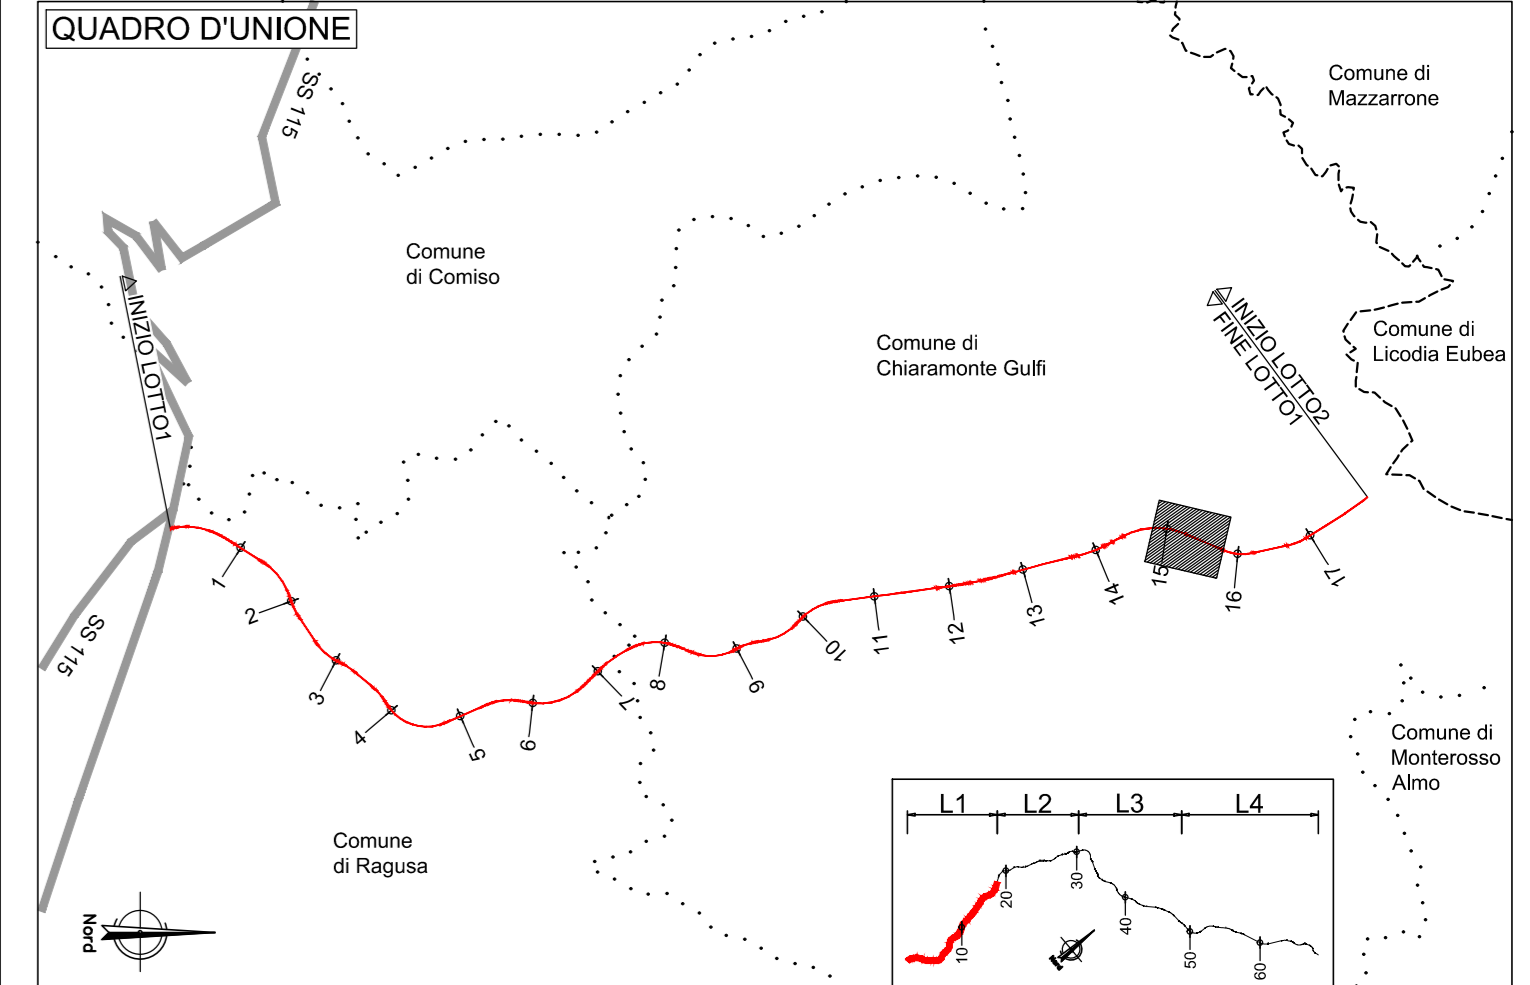 QUADRO D'UNIONE
SS 115
Comune di
Mazzarrone
Comune
di Comiso
INIZIO LOTTO1
Comune di
Chiaramonte Gulfi
INIZIO LOTTO2
FINE LOTTO1
Comune di
Licodia Eubea
SS 115
1
2
3
4
5
6
7
8
9
10
11
12
13
14
15
16
17
Comune
di Ragusa
Comune di
Monterosso
Almo
Nord
L1 L2 L3 L4
10
20
30
40
50
60